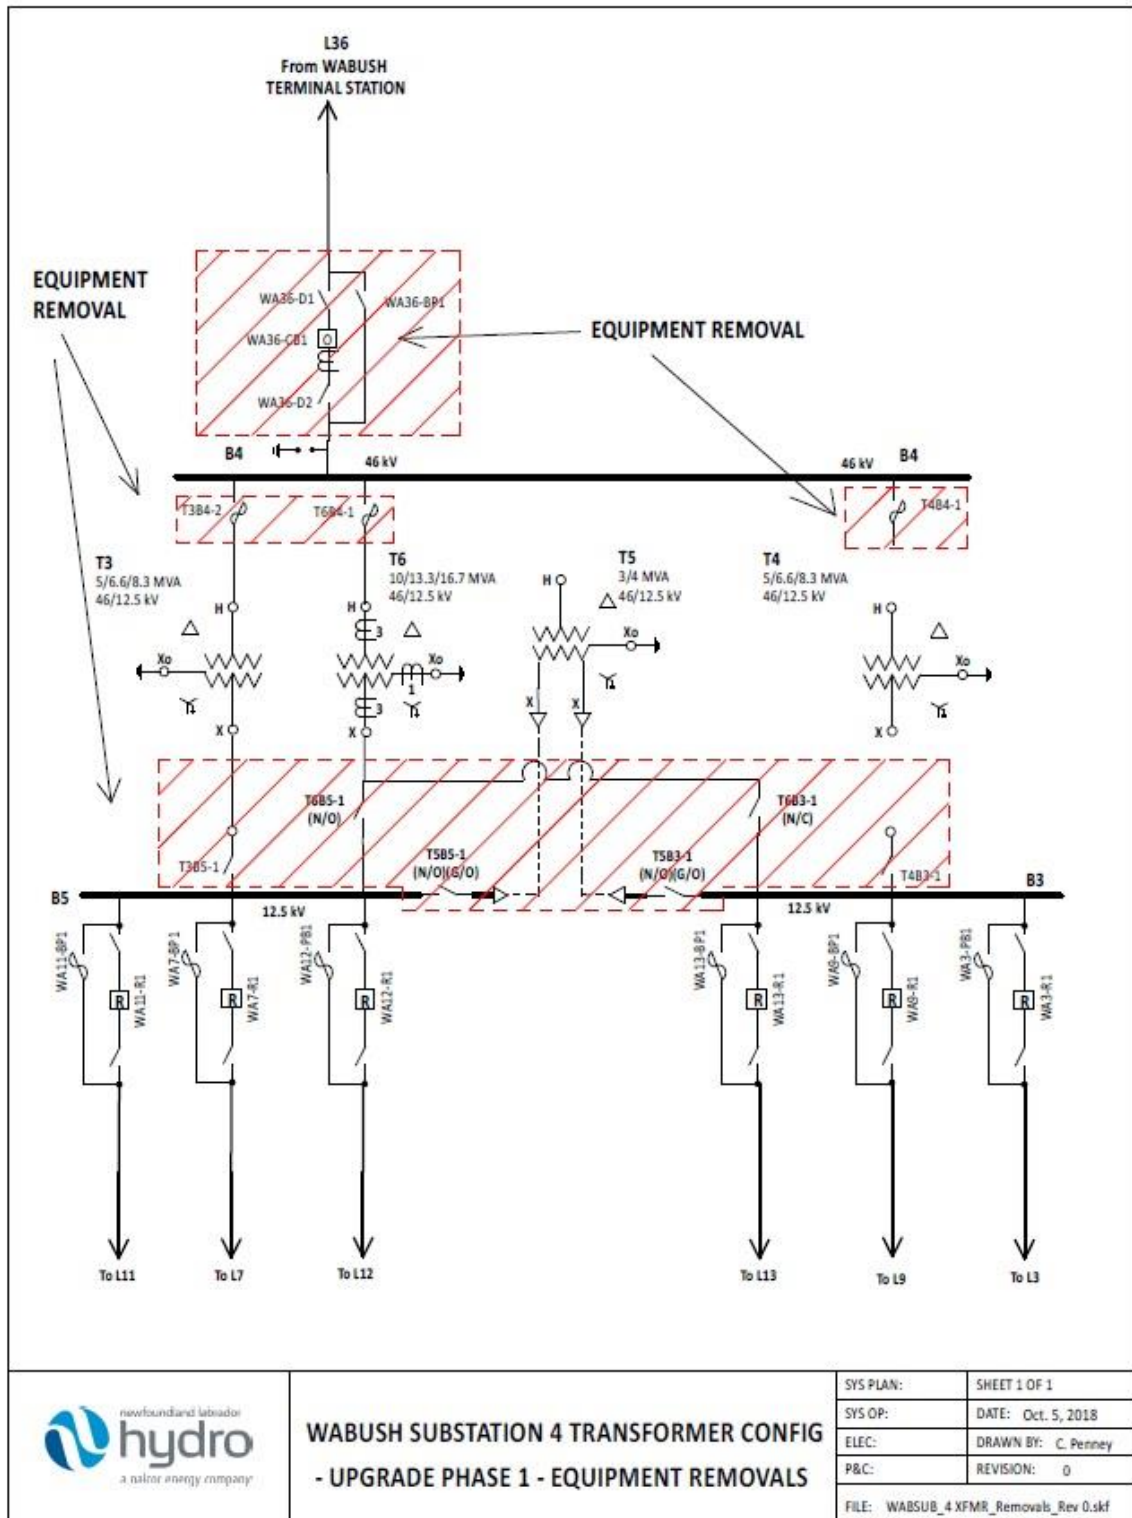 L36
From WABUSH
TERMINAL STATION
EQUIPMENT
REMOVAL
WA36-D1
WA36-BP1
WA36-CB1
O
WA36-D2
EQUIPMENT REMOVAL
B4
46 kV
46 kV
B4
T3B4-2
T6B4-1
T4B4-1
T3
5/6.6/8.3 MVA
46/12.5 kV
T6
10/13.3/16.7 MVA
46/12.5 kV
T5
3/4 MVA
46/12.5 kV
T4
5/6.6/8.3 MVA
46/12.5 kV
H
H
H
H
3
Xo
Xo
Xo
Xo
1
3
X
X
X
X
X
T6B5-1
(N/O)
T6B3-1
(N/C)
T3B5-1
T5B5-1
(N/O)(G/O)
T5B3-1
(N/O)(G/O)
T4B3-1
B5
12.5 kV
12.5 kV
B3
WA11-BP1
R
WA11-R1
WA7-BP1
R
WA7-R1
WA12-PB1
R
WA12-R1
WA13-BP1
R
WA13-R1
WA9-BP1
R
WA9-R1
WA3-PB1
R
WA3-R1
To L11
To L7
To L12
To L13
To L9
To L3
newfoundland labrador
hydro
a nalcor energy company
WABUSH SUBSTATION 4 TRANSFORMER CONFIG
- UPGRADE PHASE 1 - EQUIPMENT REMOVALS
SYS PLAN:
SHEET 1 OF 1
SYS OP:
DATE: Oct. 5, 2018
ELEC:
DRAWN BY: C. Penney
P&C:
REVISION: 0
FILE: WABSUB_4 XFMR_Removals_Rev 0.skf